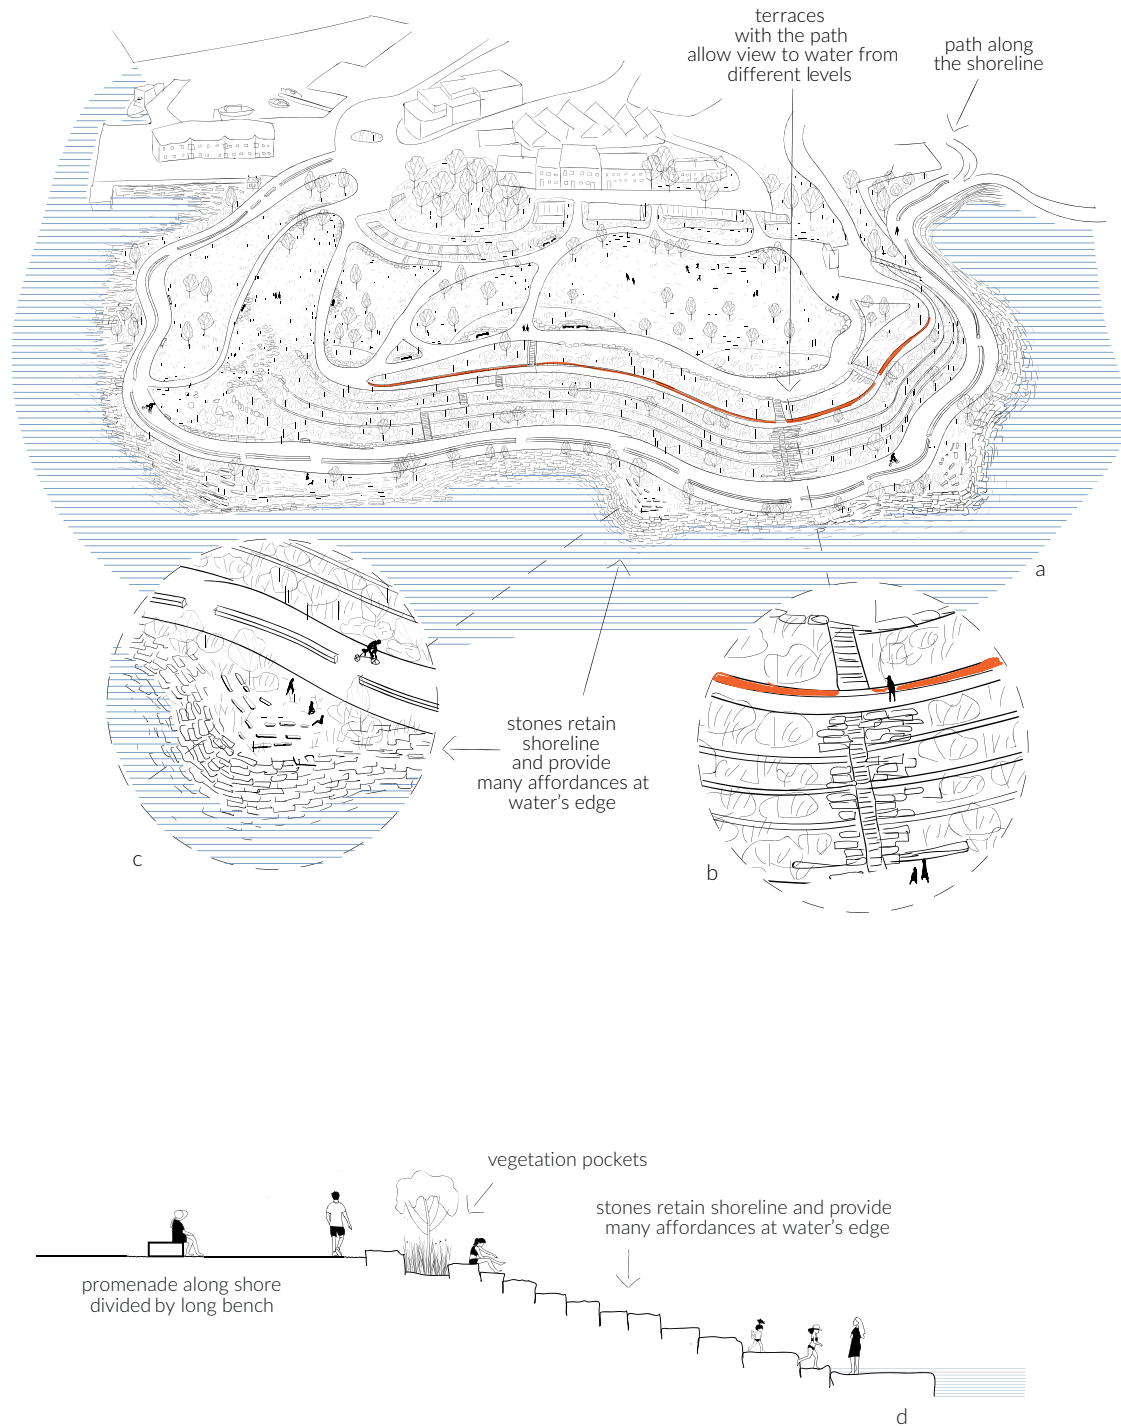 terraces
with the path
allow view to water from
different levels
path along
the shoreline
a
stones retain
shoreline
and provide
many affordances at
water's edge
c
b
vegetation pockets
stones retain shoreline and provide
many affordances at water's edge
promenade along shore
divided by long bench
d